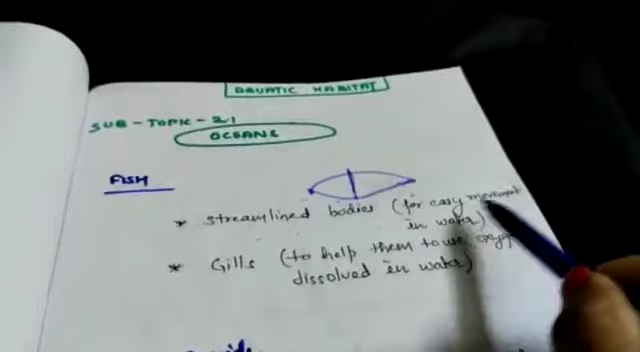 AQUATIC HABITAT
SUB-TOPIC-2.1
OCEANS
FISH
* Streamlined bodies (for easy movement
in water)
* Gills (to help them to use
dissolved in water)